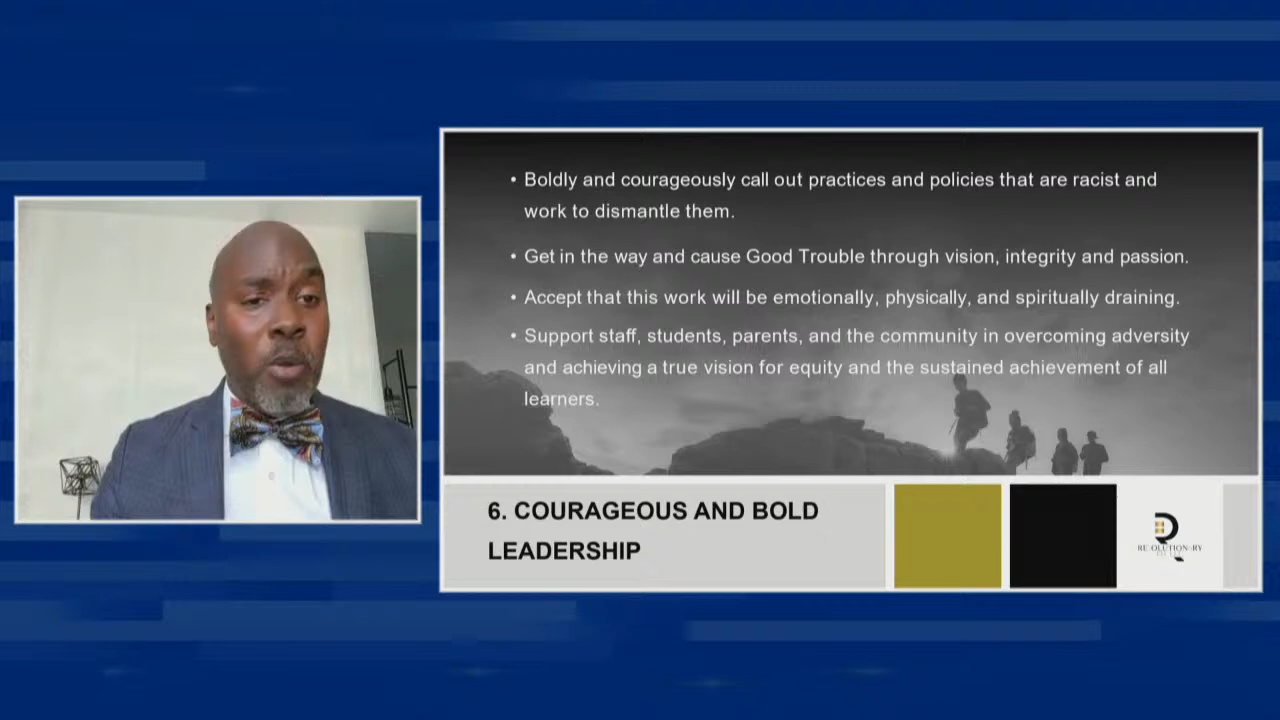 • Boldly and courageously call out practices and policies that are racist and
work to dismantle them.
• Get in the way and cause Good Trouble through vision, integrity and passion.
• Accept that this work will be emotionally, physically, and spiritually draining.
• Support staff, students, parents, and the community in overcoming adversity
and achieving a true vision for equity and the sustained achievement of all
learners.
6. COURAGEOUS AND BOLD
LEADERSHIP